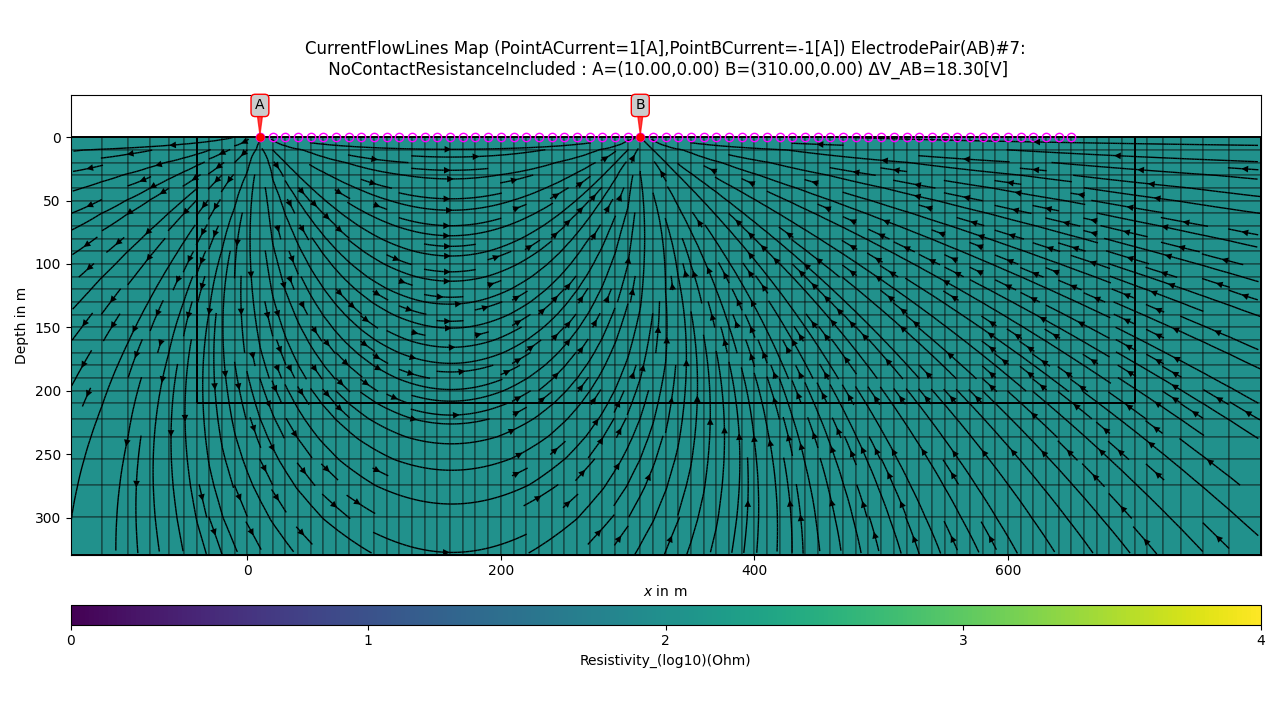 CurrentFlowLines Map (PointACurrent=1[A],PointBCurrent=-1[A]) ElectrodePair(AB)#7:
NoContactResistanceIncluded : A=(10.00,0.00) B=(310.00,0.00) ΔV_AB=18.30[V]
A B
0
50
100
150
200
250
300
Depth in m
0 200 400 600
x in m
0 1 2 3 4
Resistivity_(log10)(Ohm)